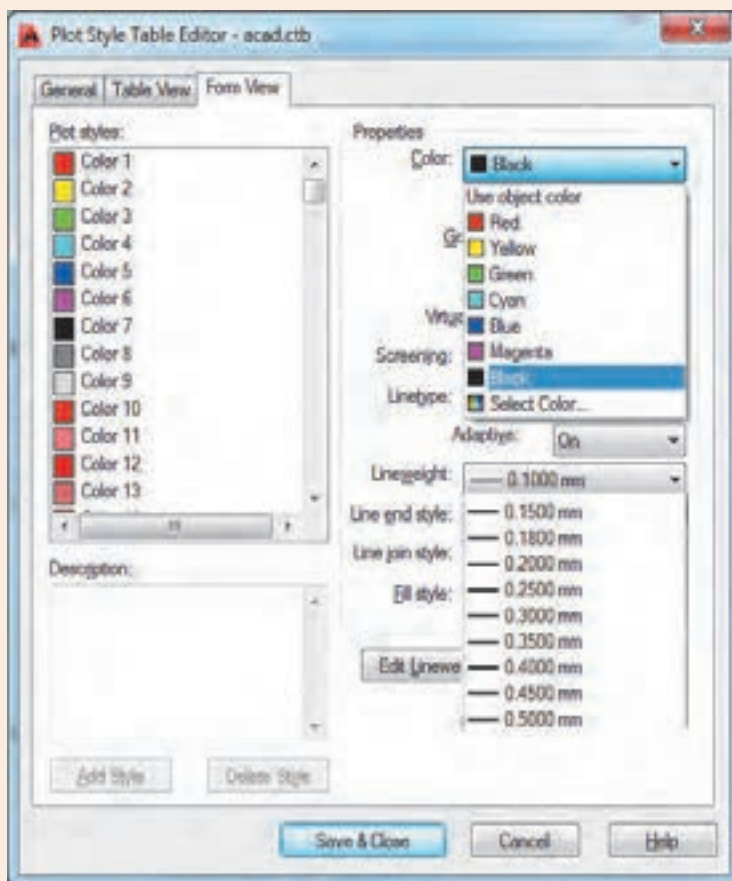 Plot Style Table Editor - acad.ctb
General
Table View
Form View
Plot styles:
Color 1
Color 2
Color 3
Color 4
Color 5
Color 6
Color 7
Color 8
Color 9
Color 10
Color 11
Color 12
Color 13
Description:
Add Style
Delete Style
Properties
Color:
Black
Use object color
Red
Yellow
Green
Cyan
Blue
Magenta
Black
Select Color...
Gr
Virtu
Screening:
Linetype:
Adaptive:
On
Lineweight:
0.1000 mm
0.1500 mm
0.1800 mm
0.2000 mm
0.2500 mm
0.3000 mm
0.3500 mm
0.4000 mm
0.4500 mm
0.5000 mm
Line end style:
Line join style:
Fill style:
Edit Linewe
Save & Close
Cancel
Help